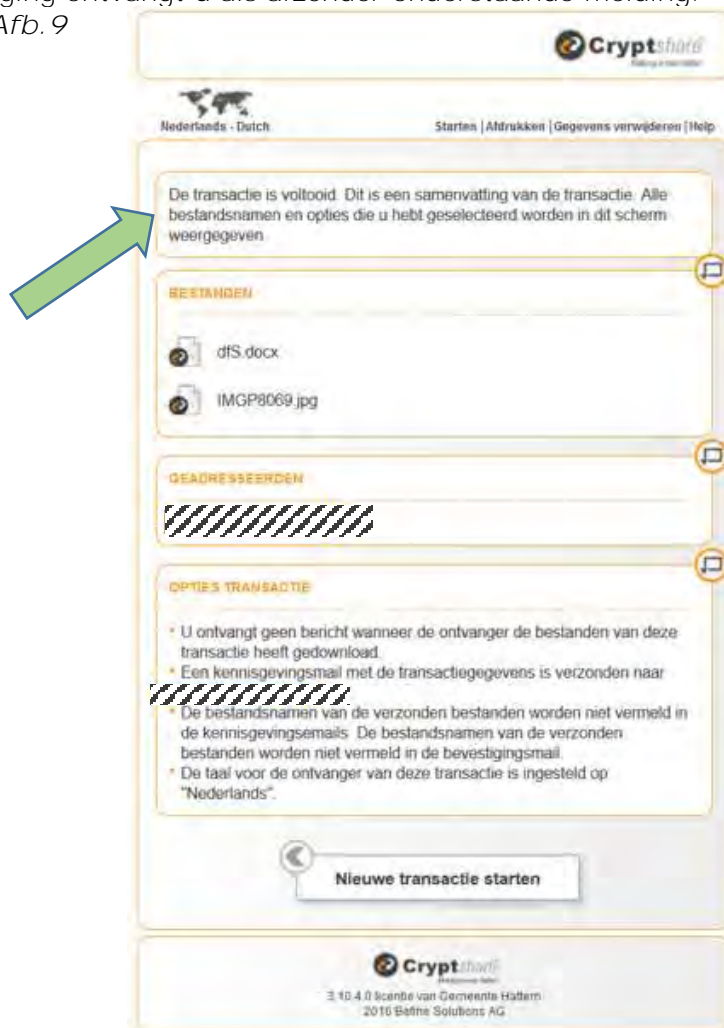 ging ontvangt u als afzender onderstaande melding.
Afb.9
Cryptshare
Nederlands - Dutch
Starten | Afdrukken | Gegevens verwijderen | Help
De transactie is voltooid. Dit is een samenvatting van de transactie. Alle
bestandsnamen en opties die u hebt geselecteerd worden in dit scherm
weergegeven
BESTANDEN
dfS.docx
IMGP8069.jpg
GEADRESSEERDEN
OPTIES TRANSACTIE
U ontvangt geen bericht wanneer de ontvanger de bestanden van deze
transactie heeft gedownload.
Een kennisgevingsmail met de transactiegegevens is verzonden naar
De bestandsnamen van de verzonden bestanden worden niet vermeld in
de kennisgevingsemails. De bestandsnamen van de verzonden
bestanden worden niet vermeld in de bevestigingsmail.
De taal voor de ontvanger van deze transactie is ingesteld op
"Nederlands".
Nieuwe transactie starten
Cryptshare
3.10.4.0 licentie van Gemeente Hattem
2016 Befine Solutions AG